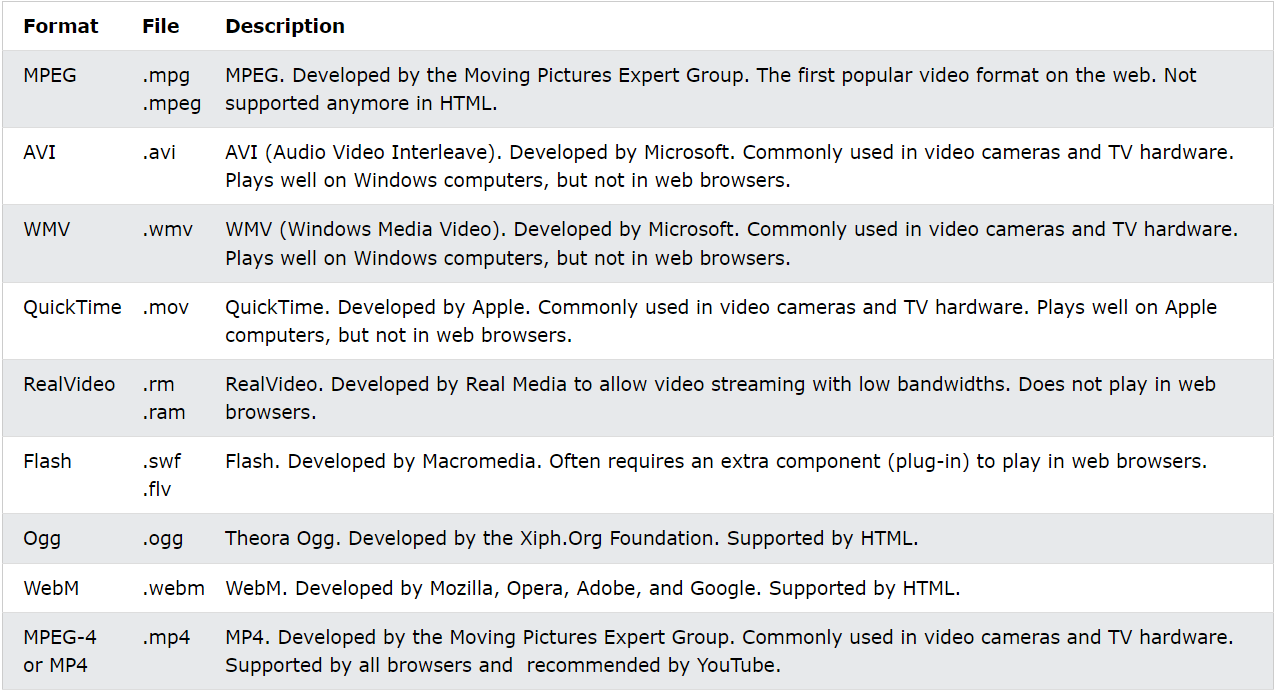 Format File Description
MPEG .mpg MPEG. Developed by the Moving Pictures Expert Group. The first popular video format on the web. Not
.mpeg supported anymore in HTML.
AVI .avi AVI (Audio Video Interleave). Developed by Microsoft. Commonly used in video cameras and TV hardware.
Plays well on Windows computers, but not in web browsers.
WMV .wmv WMV (Windows Media Video). Developed by Microsoft. Commonly used in video cameras and TV hardware.
Plays well on Windows computers, but not in web browsers.
QuickTime .mov QuickTime. Developed by Apple. Commonly used in video cameras and TV hardware. Plays well on Apple
computers, but not in web browsers.
RealVideo .rm RealVideo. Developed by Real Media to allow video streaming with low bandwidths. Does not play in web
.ram browsers.
Flash .swf Flash. Developed by Macromedia. Often requires an extra component (plug-in) to play in web browsers.
.flv
Ogg .ogg Theora Ogg. Developed by the Xiph.Org Foundation. Supported by HTML.
WebM .webm WebM. Developed by Mozilla, Opera, Adobe, and Google. Supported by HTML.
MPEG-4 .mp4 MP4. Developed by the Moving Pictures Expert Group. Commonly used in video cameras and TV hardware.
or MP4 Supported by all browsers and  recommended by YouTube.